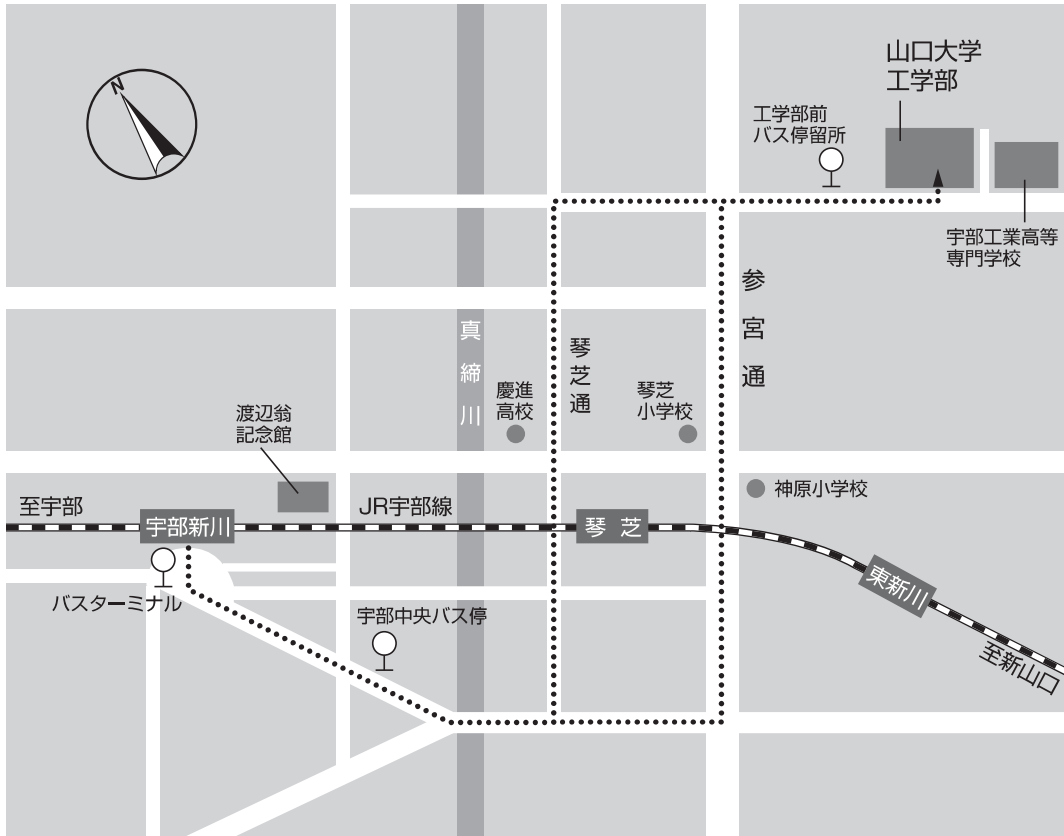 N
山口大学
工学部
工学部前
バス停留所
宇部工業高等
専門学校
参宮通
真締川
琴芝通
慶進
高校
琴芝
小学校
渡辺翁
記念館
神原小学校
至宇部
JR宇部線
宇部新川
琴芝
東新川
バスターミナル
宇部中央バス停
至新山口